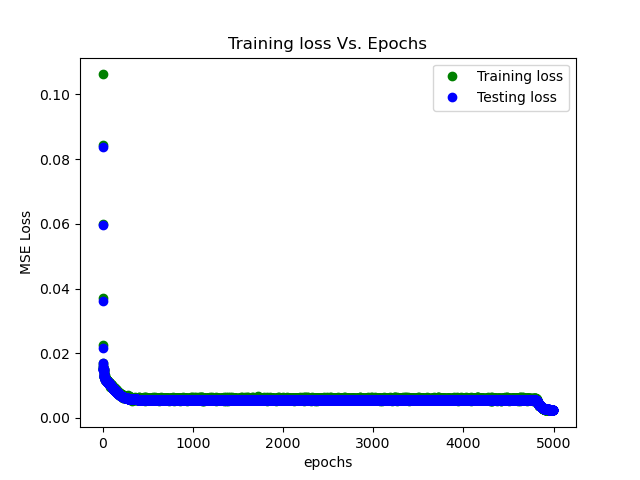 Training loss Vs. Epochs
Training loss
Testing loss
MSE Loss
0.10
0.08
0.06
0.04
0.02
0.00
0 1000 2000 3000 4000 5000
epochs